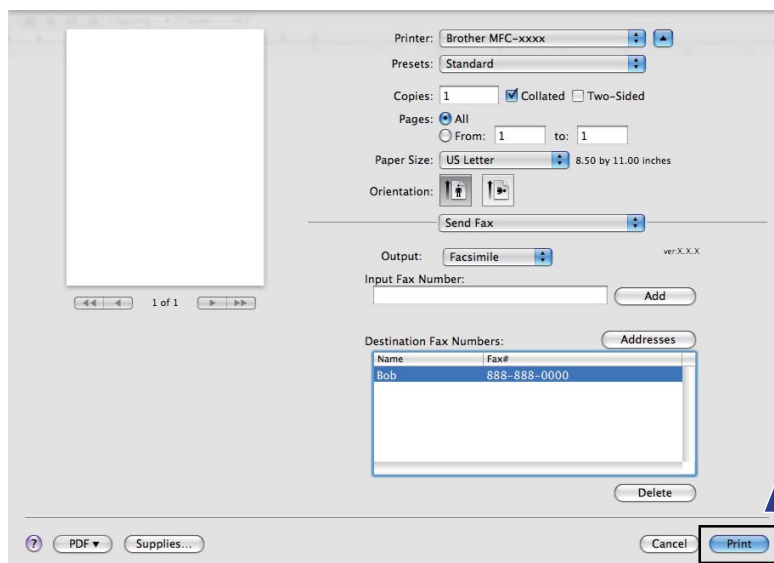 Printer: Brother MFC-xxxx
Presets: Standard
Copies: 1 Collated Two-Sided
Pages: All
From: 1 to: 1
Paper Size: US Letter 8.50 by 11.00 inches
Orientation:
Send Fax
Output: Facsimile ver:X.X.X
Input Fax Number:
Add
1 of 1
Destination Fax Numbers: Addresses
Name Fax#
Bob 888-888-0000
Delete
? PDF Supplies... Cancel Print